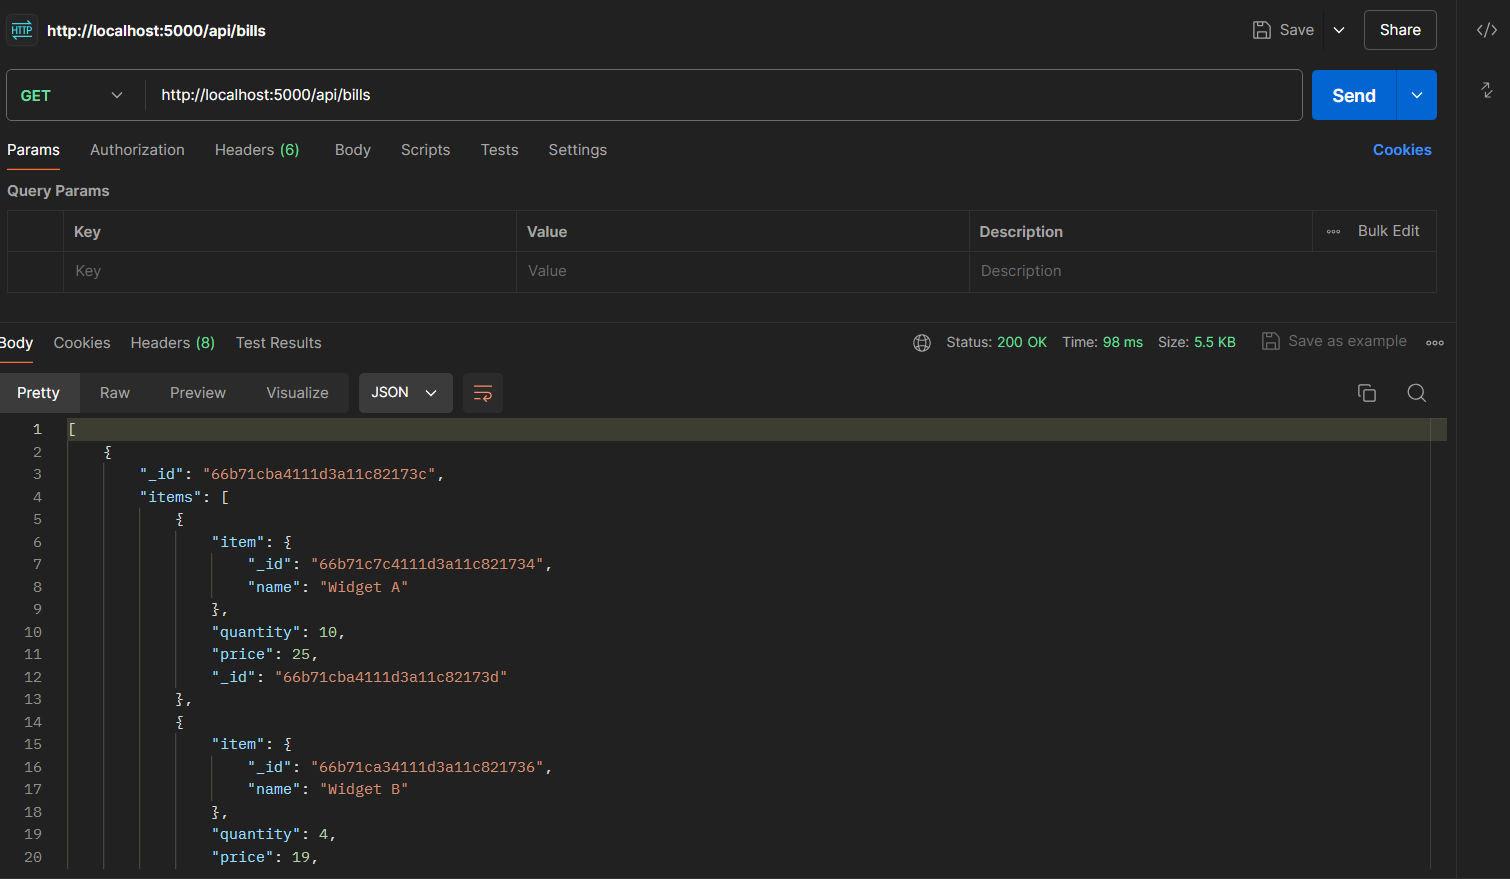 HTTP http://localhost:5000/api/bills Save Share
GET http://localhost:5000/api/bills Send
Params Authorization Headers (6) Body Scripts Tests Settings Cookies
Query Params
Key Value Description Bulk Edit
Key Value Description
Body Cookies Headers (8) Test Results Status: 200 OK Time: 98 ms Size: 5.5 KB Save as example
Pretty Raw Preview Visualize JSON
1 [
2 {
3 "_id": "66b71cba4111d3a11c82173c",
4 "items": [
5 {
6 "item": {
7 "_id": "66b71c7c4111d3a11c821734",
8 "name": "Widget A"
9 },
10 "quantity": 10,
11 "price": 25,
12 "_id": "66b71cba4111d3a11c82173d"
13 },
14 {
15 "item": {
16 "_id": "66b71ca34111d3a11c821736",
17 "name": "Widget B"
18 },
19 "quantity": 4,
20 "price": 19,